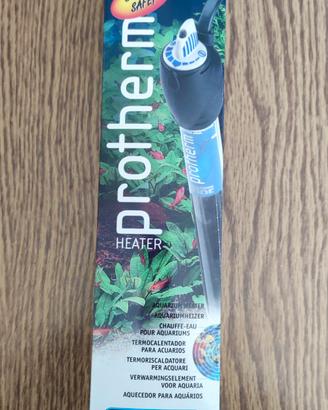 SAFE!
protherm
HEATER
protherm
AQUARIUM HEATER
AQUARIUMHEIZER
CHAUFFE-EAU
POUR AQUARIUMS
TERMOCALENTADOR
PARA ACUARIOS
TERMORISCALDATORE
PER ACQUARI
VERWARMINGSELEMENT
VOOR AQUARIA
AQUECEDOR PARA AQUÁRIOS